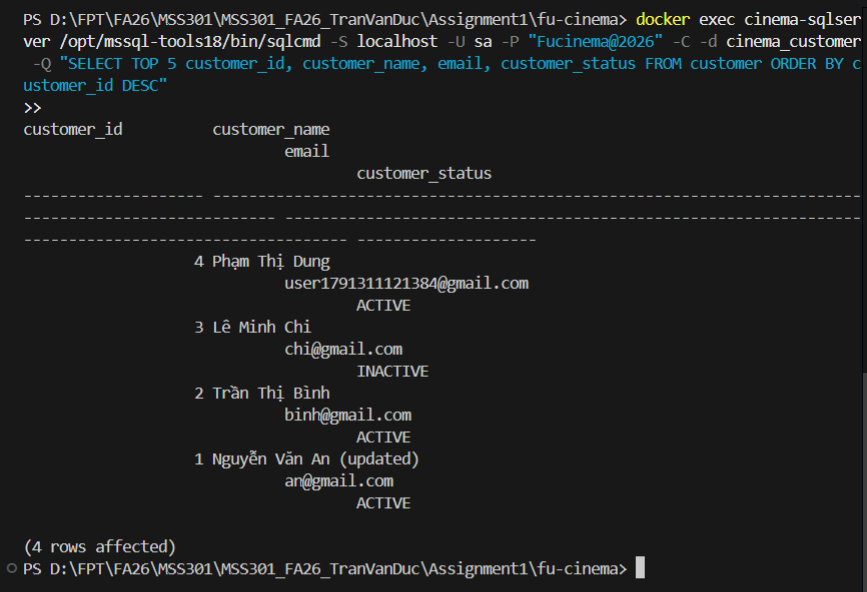 PS D:\FPT\FA26\MSS301\MSS301_FA26_TranVanDuc\Assignment1\fu-cinema> docker exec cinema-sqlser
ver /opt/mssql-tools18/bin/sqlcmd -S localhost -U sa -P "Fucinema@2026" -C -d cinema_customer
 -Q "SELECT TOP 5 customer_id, customer_name, email, customer_status FROM customer ORDER BY c
ustomer_id DESC"
>>
customer_id          customer_name
                             email
                                     customer_status
-------------------- ------------------------------------------------------------------------
---------------------------- ----------------------------------------------------------------
------------------------------------ --------------------
                   4 Phạm Thị Dung
                             user1791311121384@gmail.com
                                     ACTIVE
                   3 Lê Minh Chi
                             chi@gmail.com
                                     INACTIVE
                   2 Trần Thị Bình
                             binh@gmail.com
                                     ACTIVE
                   1 Nguyễn Văn An (updated)
                             an@gmail.com
                                     ACTIVE
(4 rows affected)
PS D:\FPT\FA26\MSS301\MSS301_FA26_TranVanDuc\Assignment1\fu-cinema>